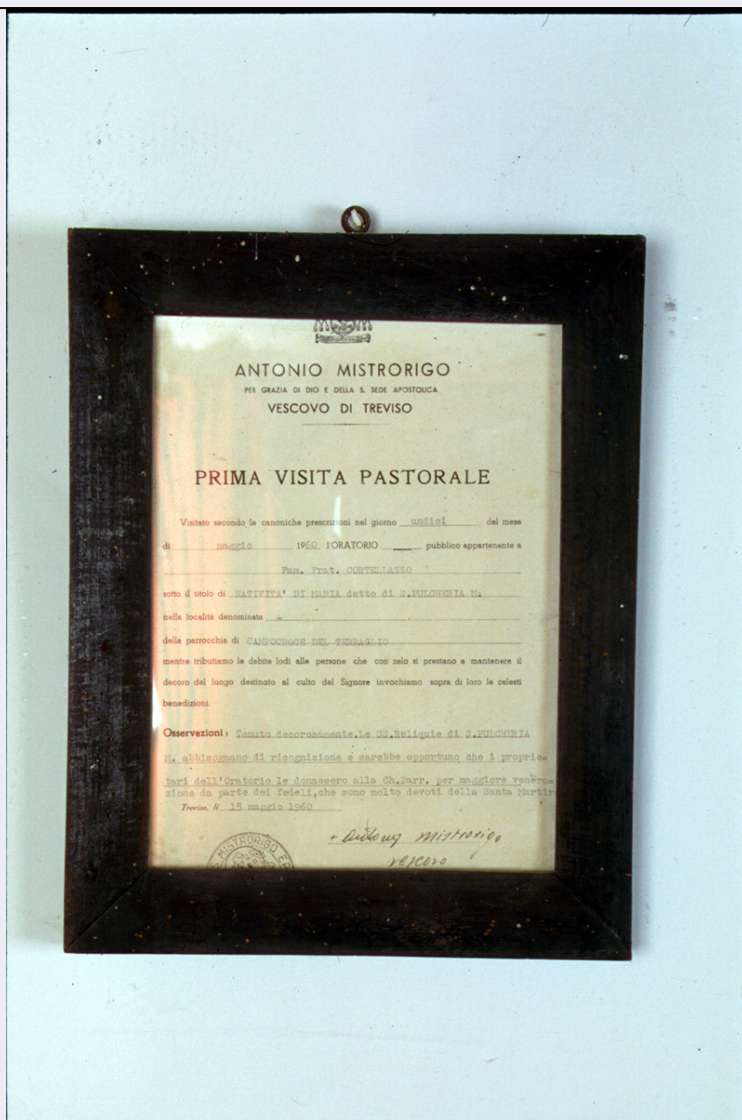 ANTONIO MISTRORIGO
PER GRAZIA DI DIO E DELLA S. SEDE APOSTOLICA
VESCOVO DI TREVISO
PRIMA VISITA PASTORALE
Visitato secondo le canoniche prescrizioni nel giorno undici del mese
di maggio 1960 l'ORATORIO pubblico appartenente a
Fam. Frat. CORTELLAZZO
sotto il titolo di NATIVITA' DI MARIA detto di S.PULCHERIA M.
nella località denominata -
della parrocchia di CAMPOCROCE DEL TERRAGLIO
mentre tributiamo le debite lodi alle persone che con zelo si prestano a mantenere il
decoro del luogo destinato al culto del Signore invochiamo sopra di loro le celesti
benedizioni.
Osservazioni: Tenuto decorosamente.Le SS.Reliquie di S.PULCHERIA
M. abbisognano di ricognizione e sarebbe opportuno che i proprie-
tari dell'Oratorio le donassero alla Ch.Parr. per maggiore venera-
zione da parte dei fedeli,che sono molto devoti della Santa Martir
Treviso, li 15 maggio 1960
+ Antonio Mistrorigo
vescovo
MISTRORIGO EP